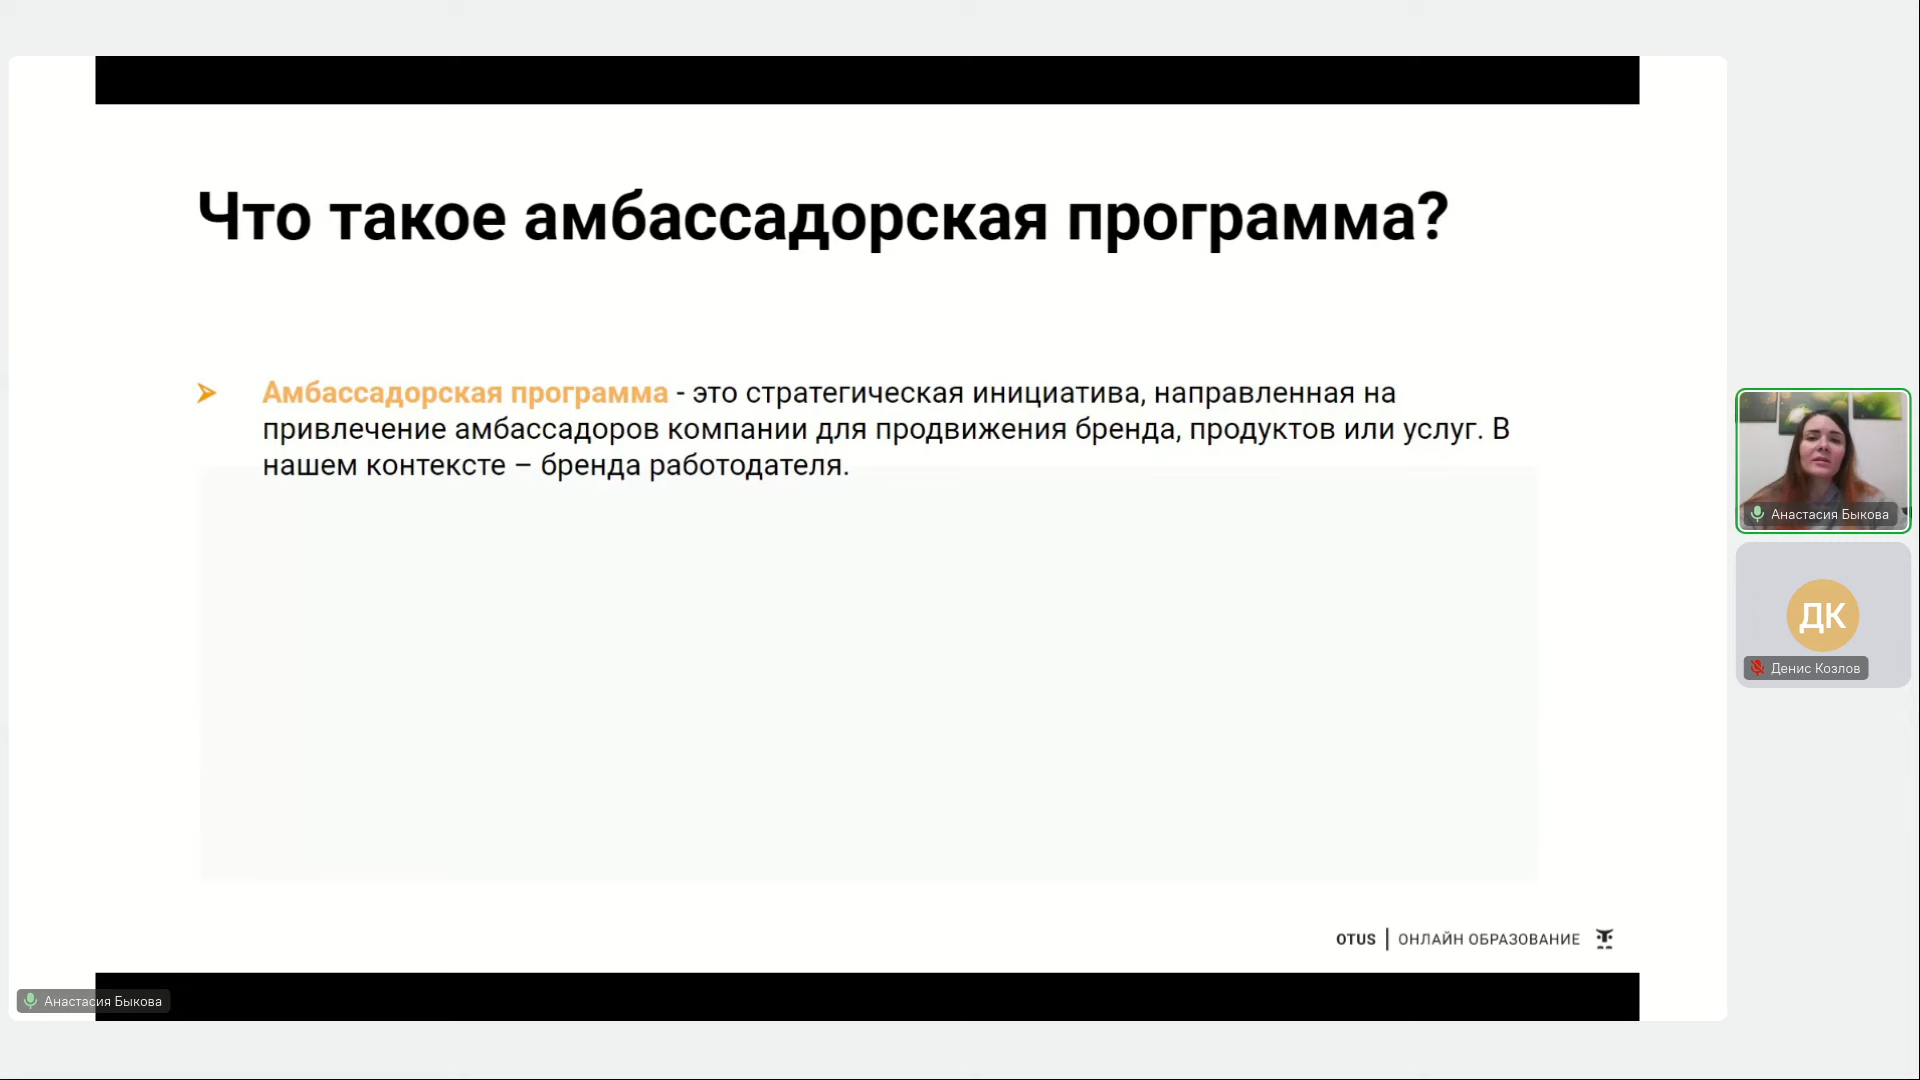 Что такое амбассадорская программа?
Амбассадорская программа - это стратегическая инициатива, направленная на
привлечение амбассадоров компании для продвижения бренда, продуктов или услуг. В
нашем контексте – бренда работодателя.
Анастасия Быкова
ДК
Денис Козлов
OTUS | ОНЛАЙН ОБРАЗОВАНИЕ
Анастасия Быкова